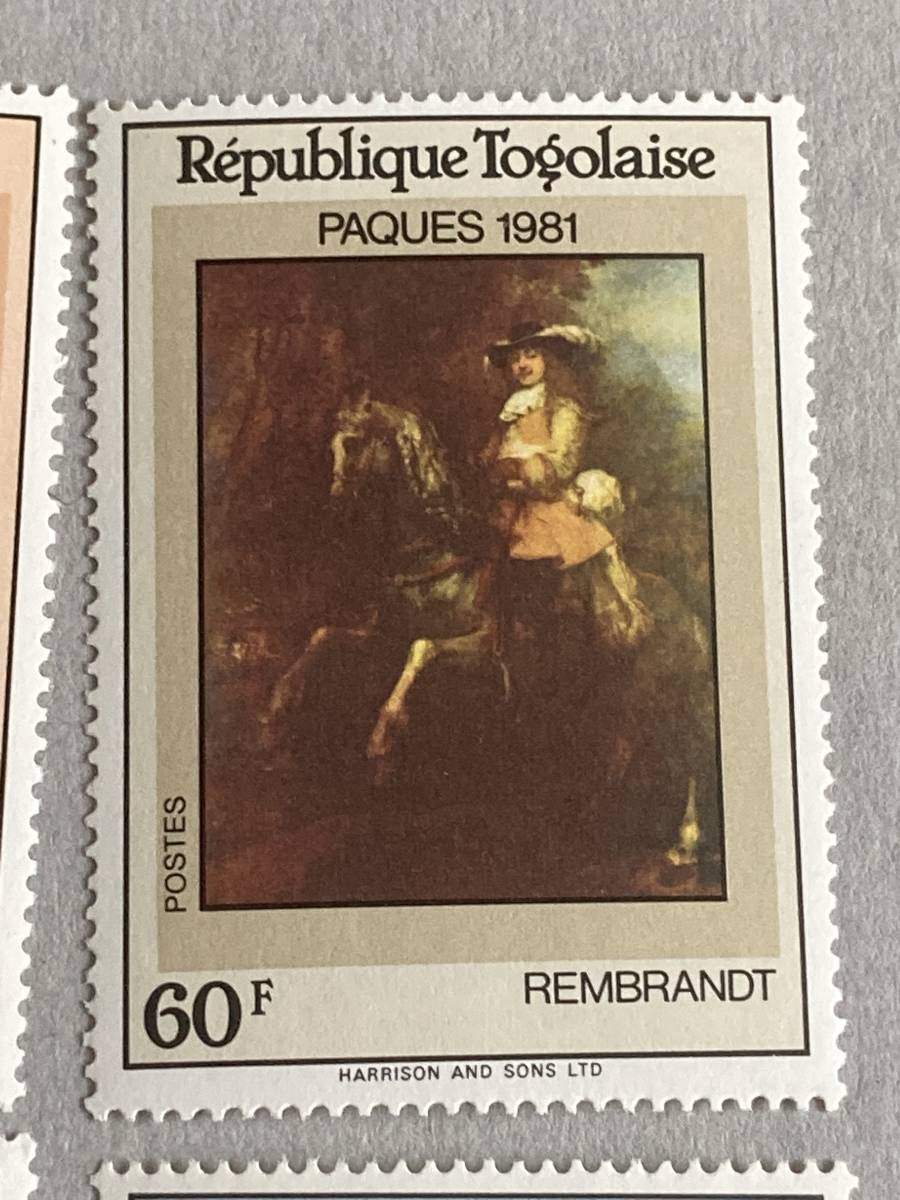 République Togolaise
PAQUES 1981
POSTES
60F
REMBRANDT
HARRISON AND SONS LTD